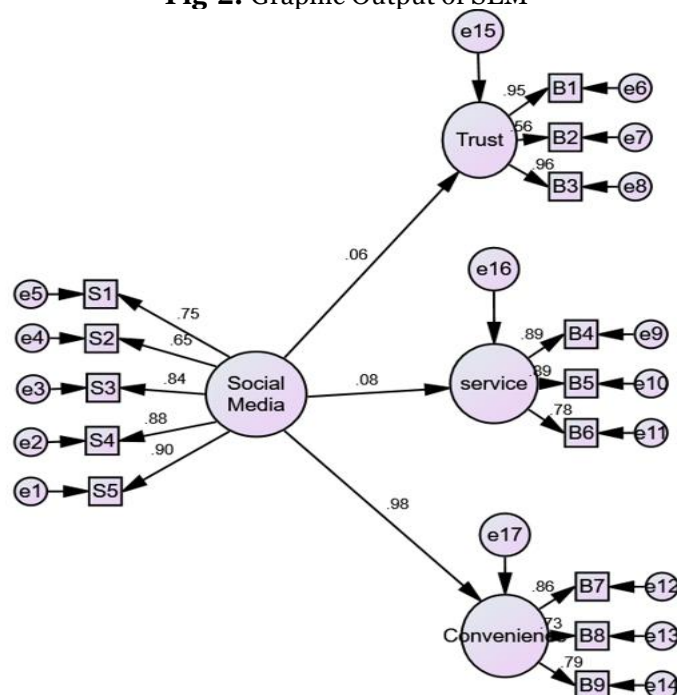 Fig 2: Graphic Output of SEM
e15
.95 B1 e6
Trust .56 B2 e7
.96 B3 e8
.06
e16
e5 S1 .75
.89 B4 e9
e4 S2 .65
Social Media .08 service .89 B5 e10
e3 S3 .84
.78 B6 e11
e2 S4 .88
e1 S5 .90
.98
e17
.86 B7 e12
Convenience .73 B8 e13
.79 B9 e14